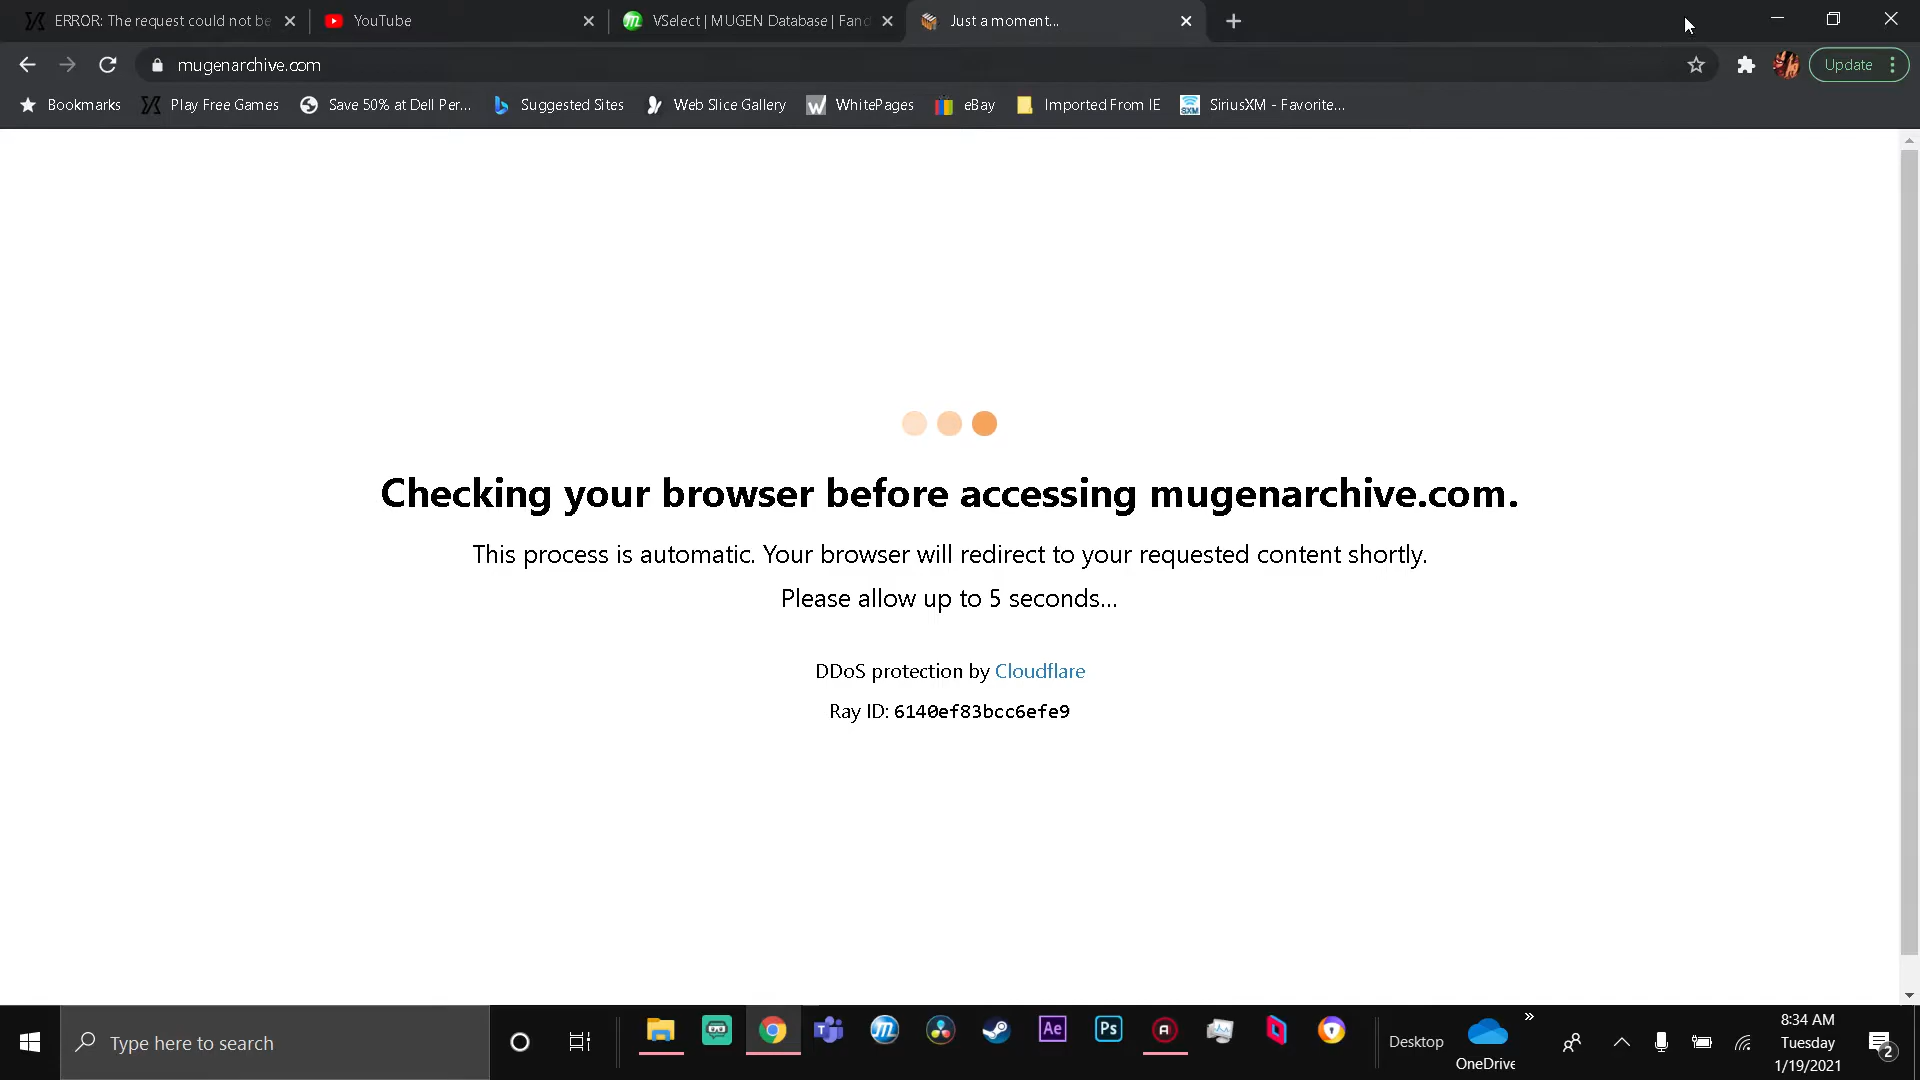 ERROR: The request could not be
YouTube
VSelect | MUGEN Database | Fand
Just a moment...
mugenarchive.com
Update
Bookmarks
Play Free Games
Save 50% at Dell Per...
Suggested Sites
Web Slice Gallery
WhitePages
eBay
Imported From IE
SiriusXM - Favorite...
Checking your browser before accessing mugenarchive.com.
This process is automatic. Your browser will redirect to your requested content shortly.
Please allow up to 5 seconds...
DDoS protection by Cloudflare
Ray ID: 6140ef83bcc6efe9
Type here to search
Ae
Ps
Desktop
OneDrive
8:34 AM
Tuesday
1/19/2021
2